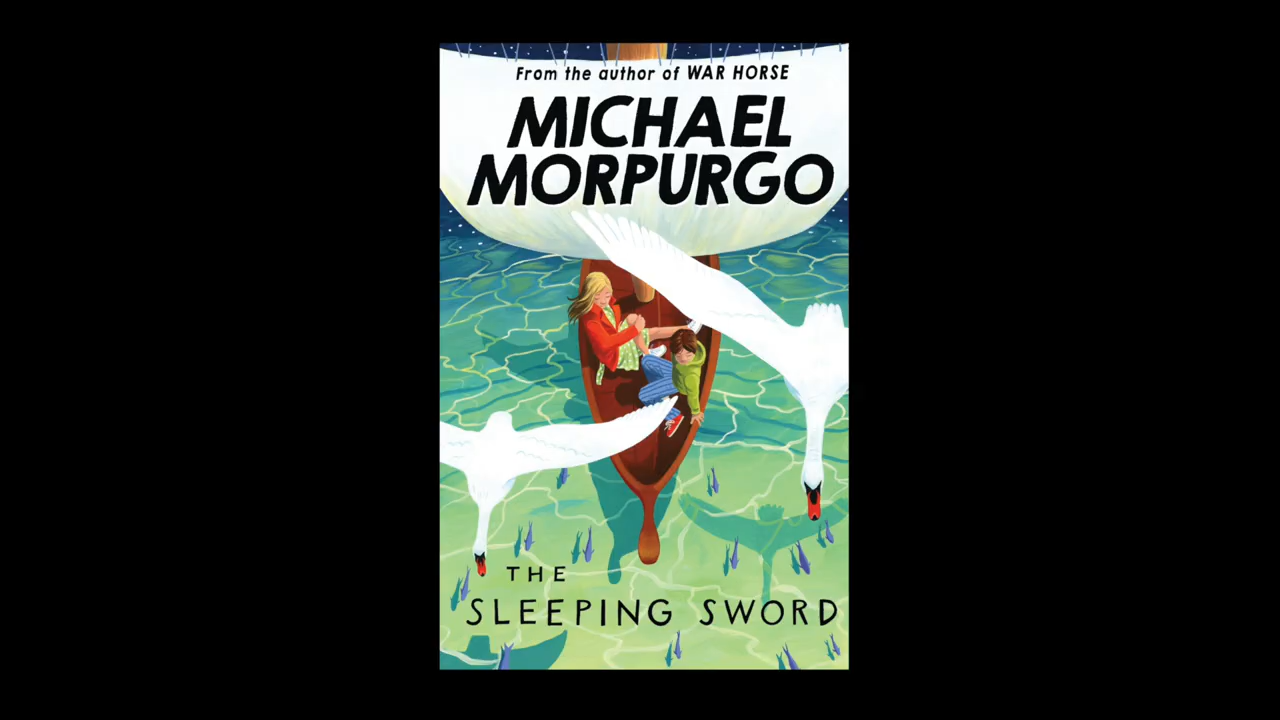 From the author of WAR HORSE
MICHAEL
MORPURGO
THE
SLEEPING SWORD